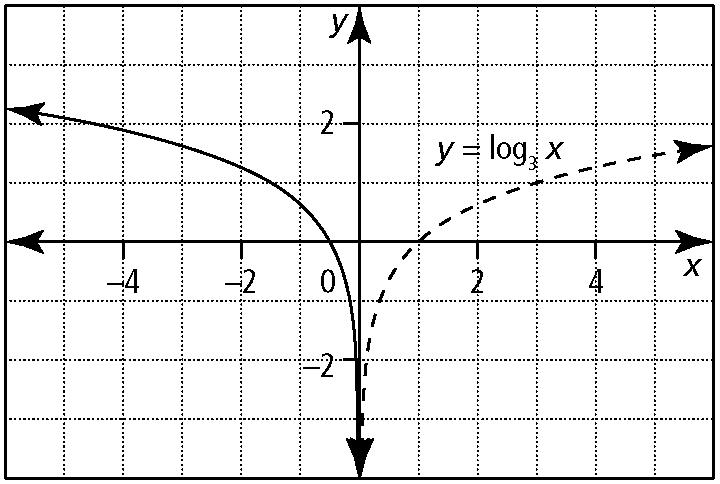 y
2
y = log₃ x
–4 –2 0 2 4 x
–2